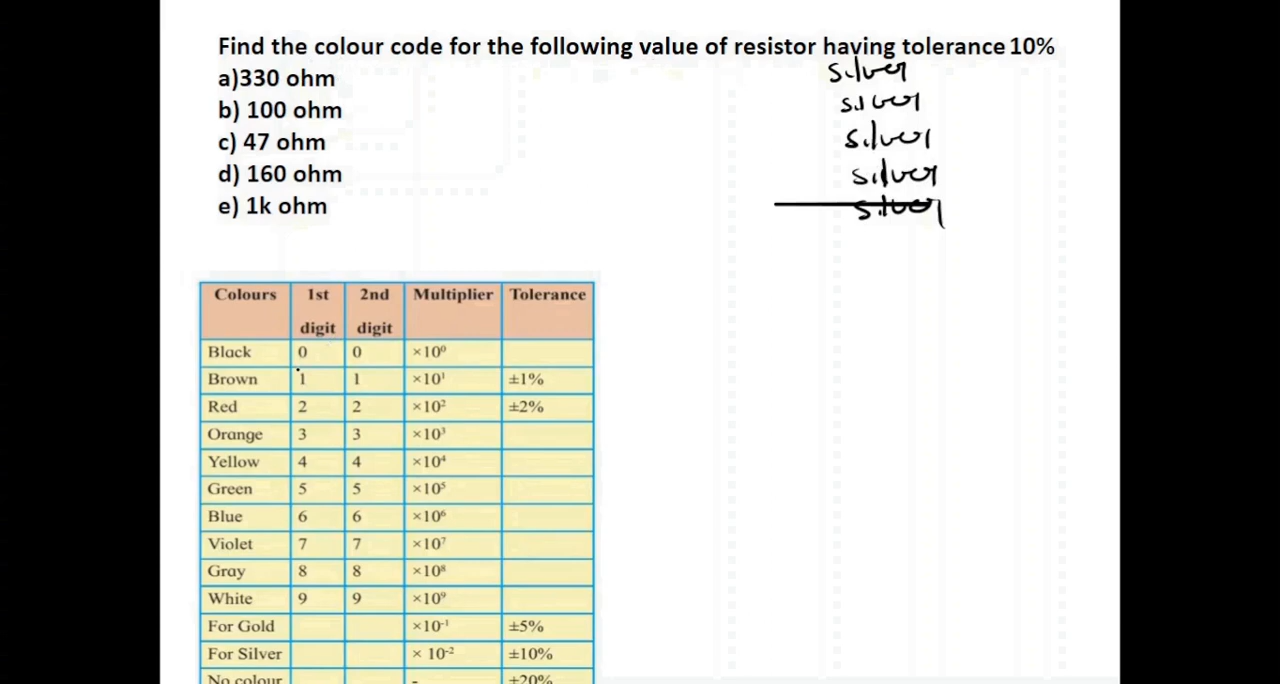 Find the colour code for the following value of resistor having tolerance 10%
a)330 ohm silver
b) 100 ohm silver
c) 47 ohm silver
d) 160 ohm silver
e) 1k ohm silver
Colours 1st digit 2nd digit Multiplier Tolerance
Black 0 0 ×10⁰
Brown 1 1 ×10¹ ±1%
Red 2 2 ×10² ±2%
Orange 3 3 ×10³
Yellow 4 4 ×10⁴
Green 5 5 ×10⁵
Blue 6 6 ×10⁶
Violet 7 7 ×10⁷
Gray 8 8 ×10⁸
White 9 9 ×10⁹
For Gold ×10⁻¹ ±5%
For Silver × 10⁻² ±10%
No colour - ±20%